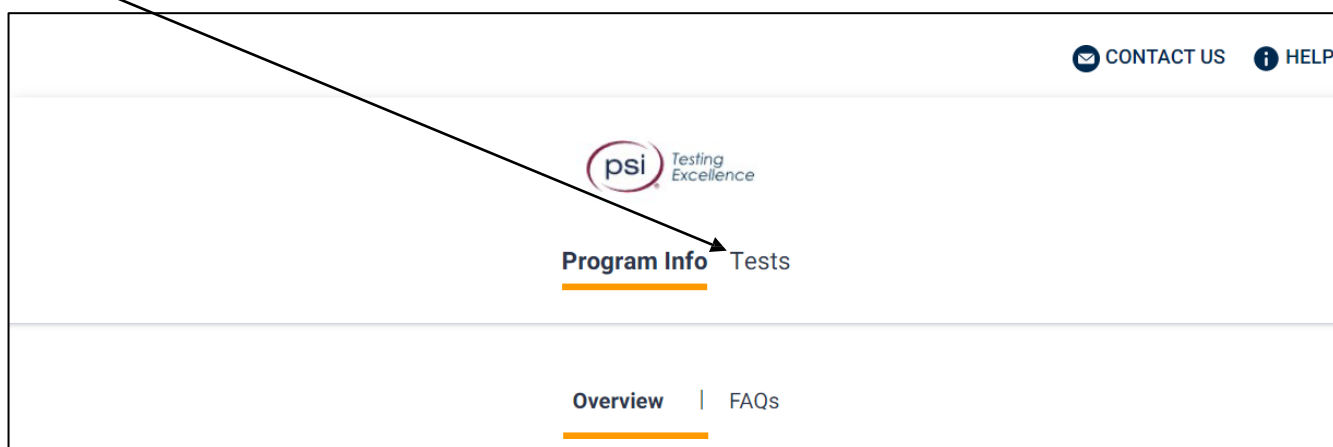 CONTACT US HELP
psi Testing
Excellence
Program Info Tests
Overview | FAQs